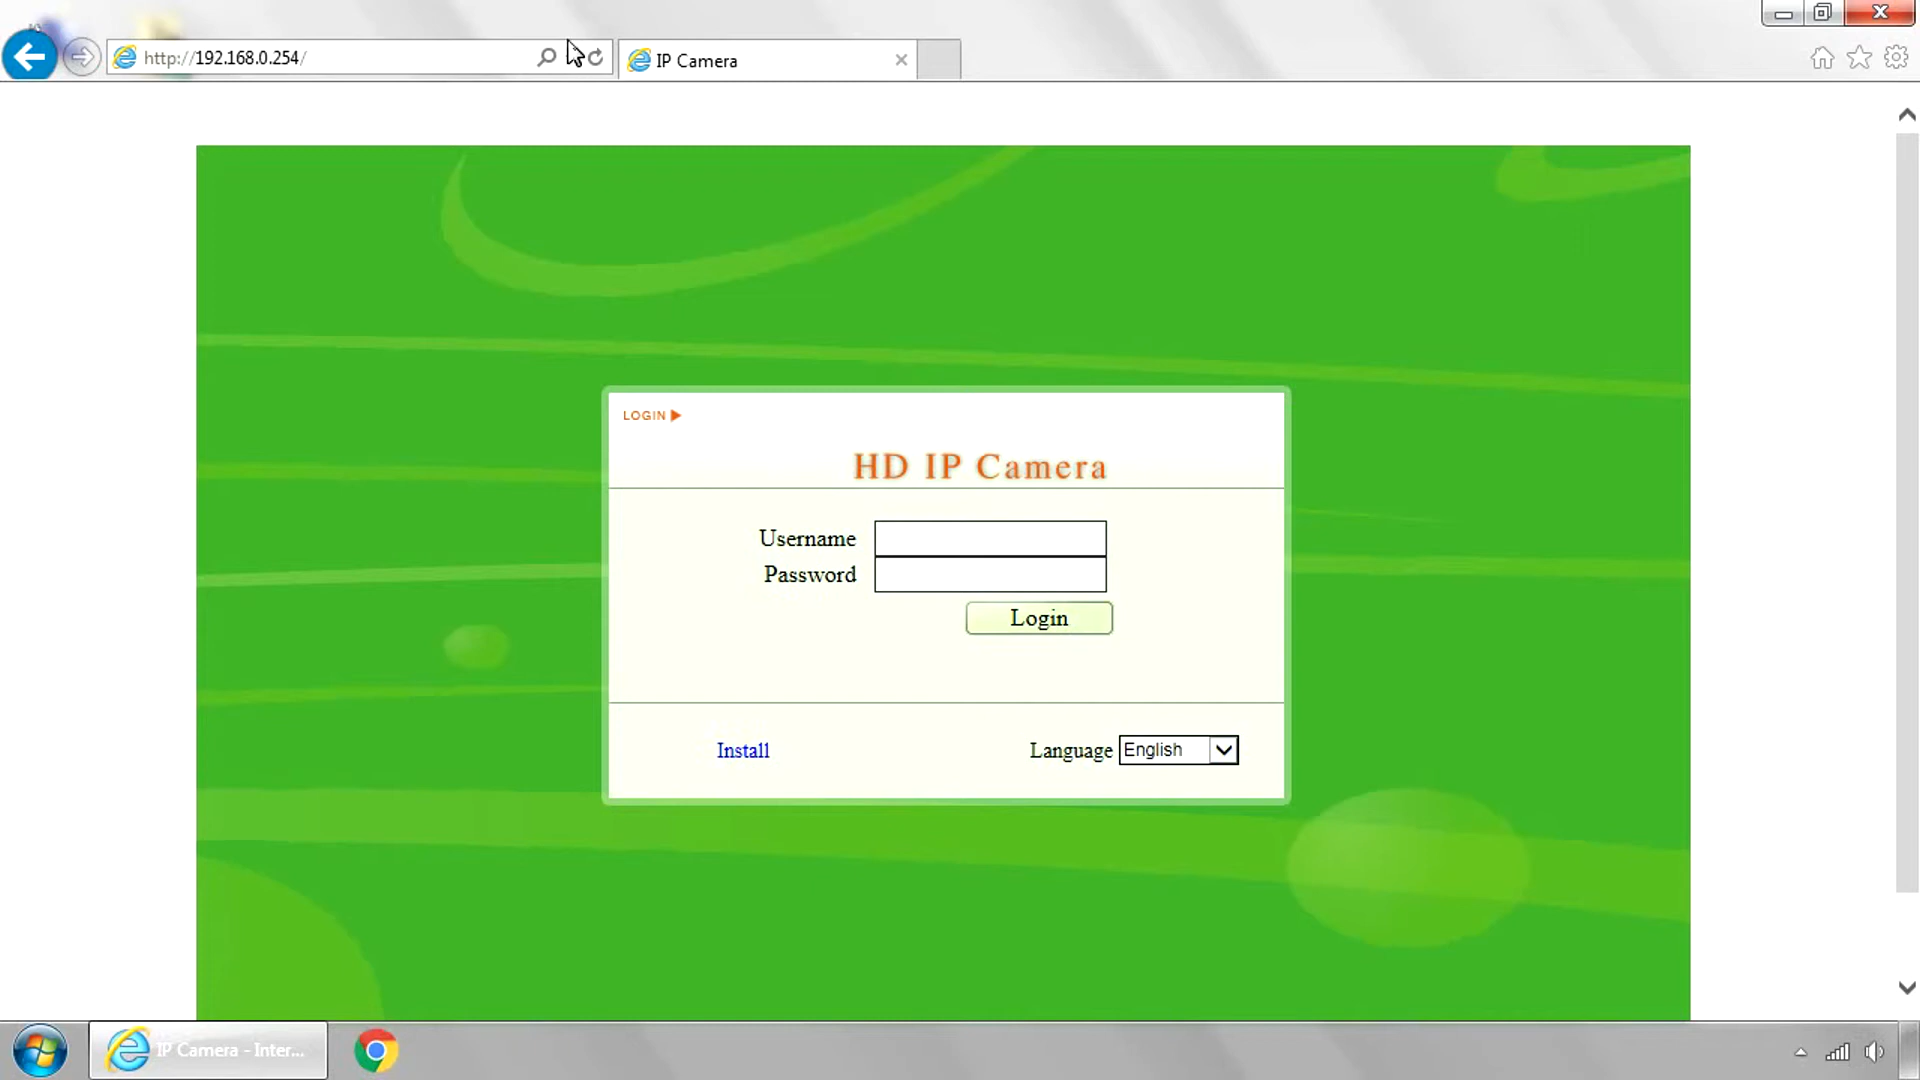 http://192.168.0.254/
IP Camera
LOGIN
HD IP Camera
Username
Password
Login
Install
Language English
IP Camera - Inter...